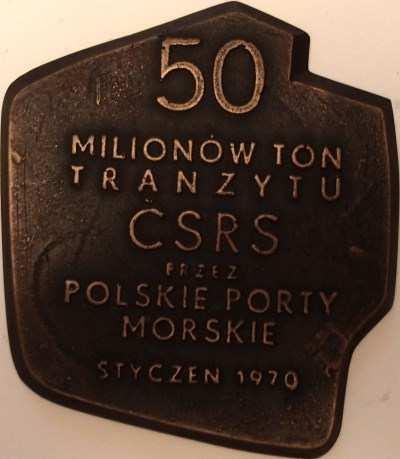 50
MILIONÓW TON
TRANZYTU
ČSRS
PRZEZ
POLSKIE PORTY
MORSKIE
STYCZEŃ 1970